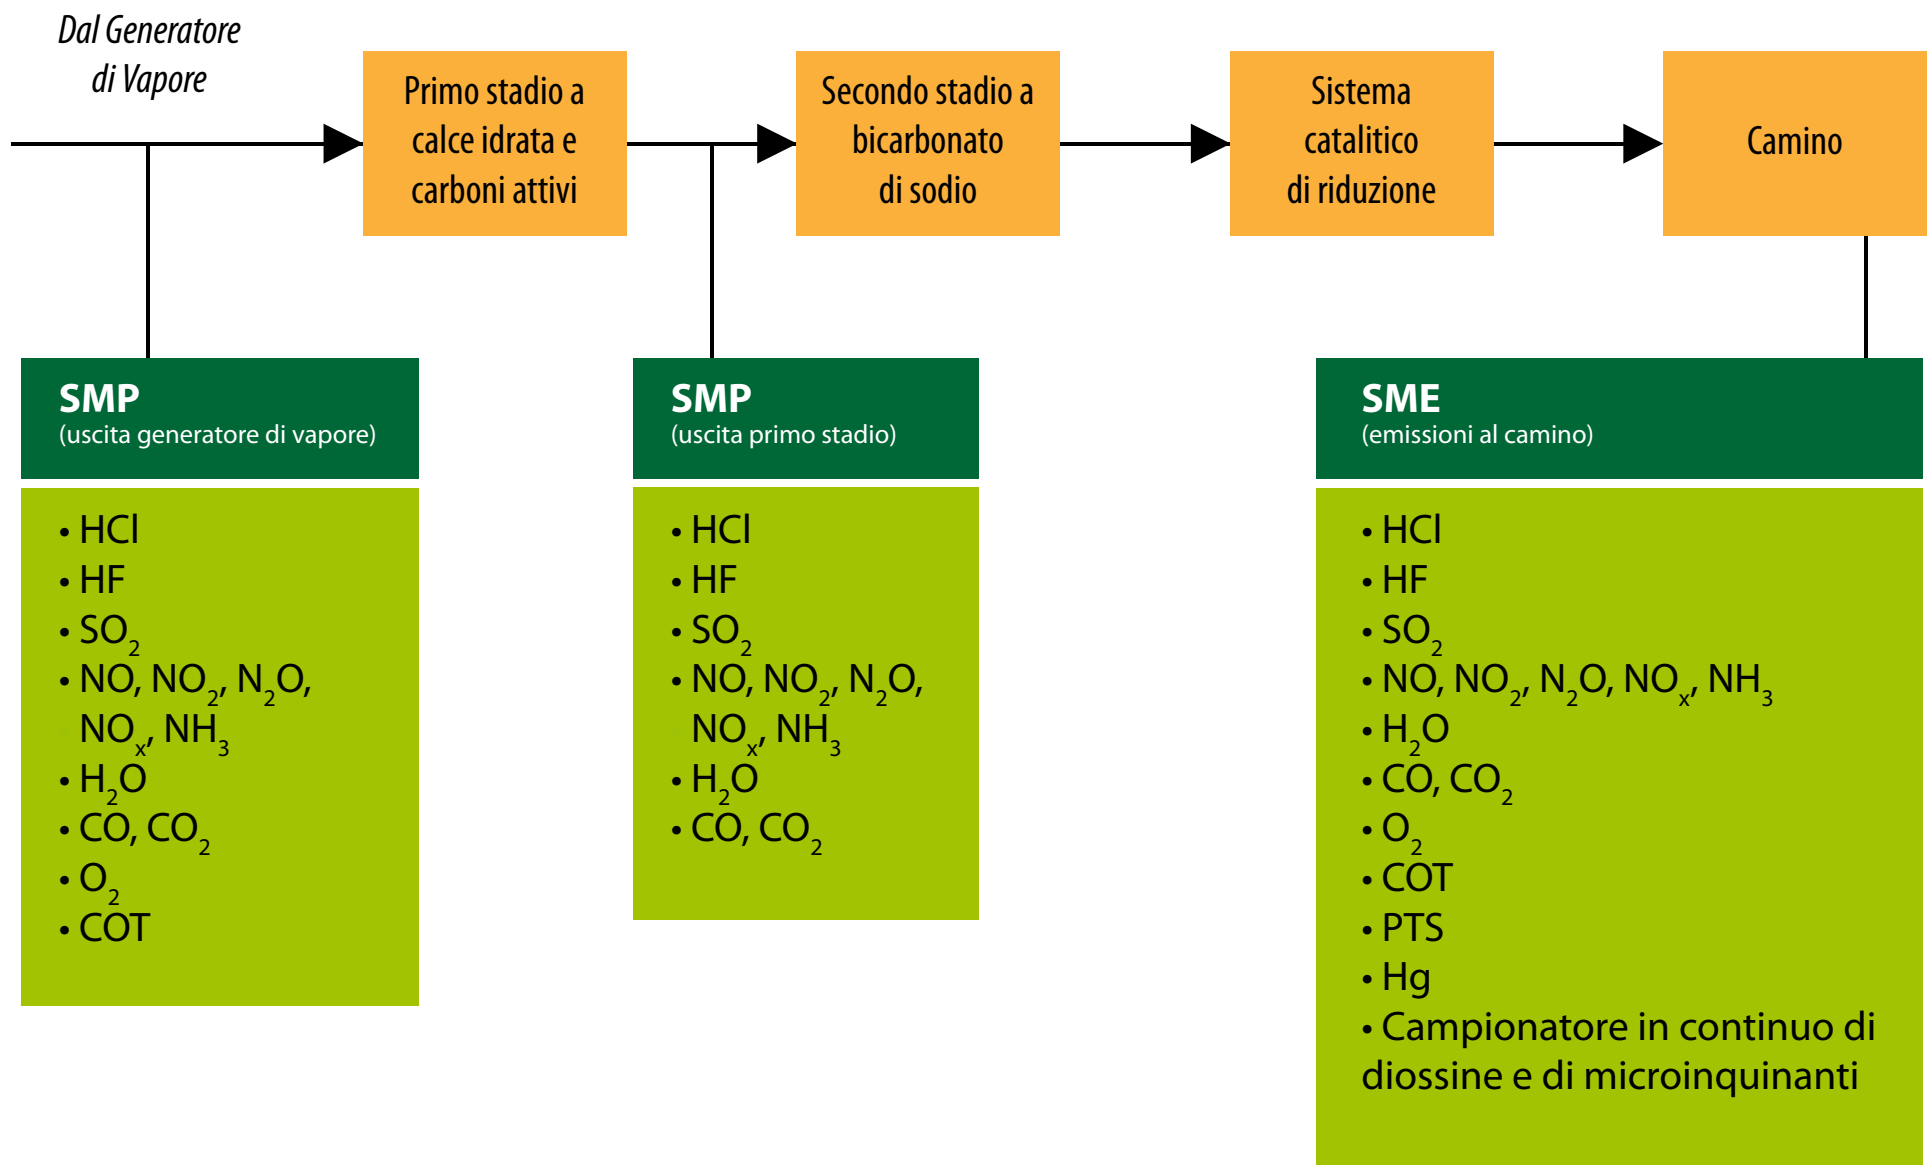 Dal Generatore
di Vapore
Primo stadio a
calce idrata e
carboni attivi
Secondo stadio a
bicarbonato
di sodio
Sistema
catalitico
di riduzione
Camino
SMP
(uscita generatore di vapore)
• HCl
• HF
• SO₂
• NO, NO₂, N₂O,
NOₓ, NH₃
• H₂O
• CO, CO₂
• O₂
• COT
SMP
(uscita primo stadio)
• HCl
• HF
• SO₂
• NO, NO₂, N₂O,
NOₓ, NH₃
• H₂O
• CO, CO₂
SME
(emissioni al camino)
• HCl
• HF
• SO₂
• NO, NO₂, N₂O, NOₓ, NH₃
• H₂O
• CO, CO₂
• O₂
• COT
• PTS
• Hg
• Campionatore in continuo di
diossine e di microinquinanti